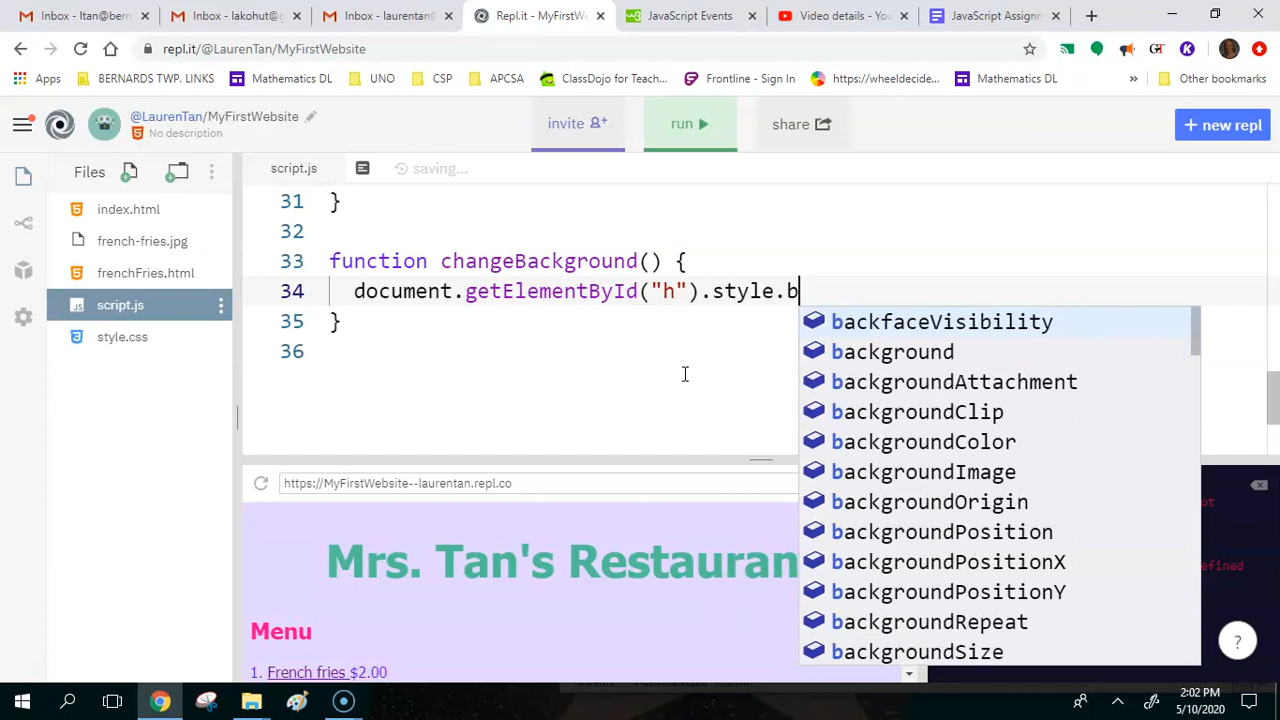 Inbox - ltan@bern
Inbox - lakohut@g
Inbox - laurentan@
Repl.it - MyFirstW
JavaScript Events
Video details - You
JavaScript Assignm
repl.it/@LaurenTan/MyFirstWebsite
Apps
BERNARDS TWP. LINKS
Mathematics DL
UNO
CSP
APCSA
ClassDojo for Teach...
Frontline - Sign In
https://wheeldecide...
Mathematics DL
»
Other bookmarks
@LaurenTan/MyFirstWebsite
No description
invite
run
share
+ new repl
Files
script.js
saving...
index.html
french-fries.jpg
frenchFries.html
script.js
style.css
31 }
32
33 function changeBackground() {
34 document.getElementById("h").style.b
35 }
36
backfaceVisibility
background
backgroundAttachment
backgroundClip
backgroundColor
backgroundImage
backgroundOrigin
backgroundPosition
backgroundPositionX
backgroundPositionY
backgroundRepeat
backgroundSize
https://MyFirstWebsite--laurentan.repl.co
Mrs. Tan's Restauran
Menu
1. French fries $2.00
ot
efined
?
2:02 PM
5/10/2020